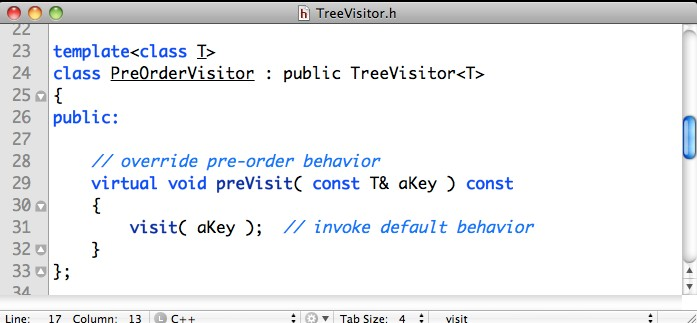 TreeVisitor.h
22
23 template<class T>
24 class PreOrderVisitor : public TreeVisitor<T>
25 {
26 public:
27
28 // override pre-order behavior
29 virtual void preVisit( const T& aKey ) const
30 {
31 visit( aKey ); // invoke default behavior
32 }
33 };
34
Line: 17 Column: 13 C++ Tab Size: 4 visit